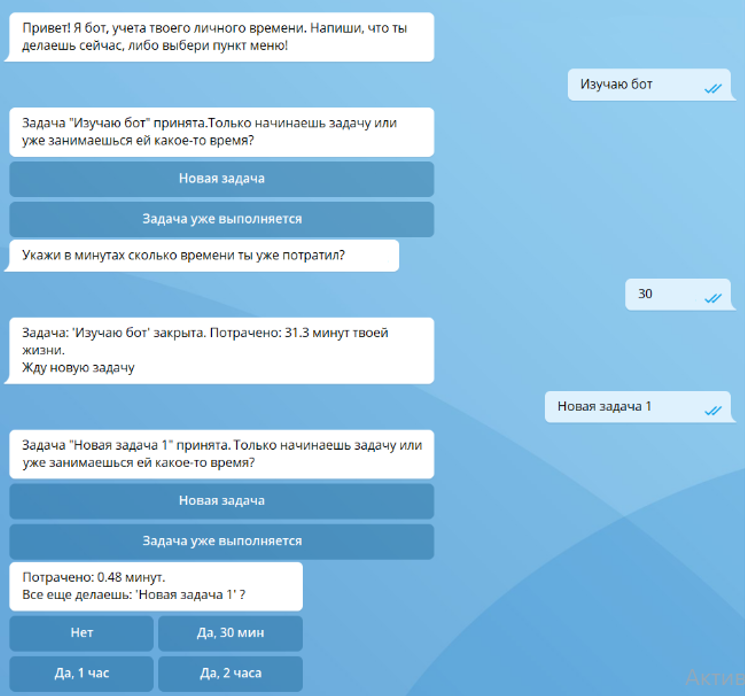 Привет! Я бот, учета твоего личного времени. Напиши, что ты
делаешь сейчас, либо выбери пункт меню!
Изучаю бот
Задача "Изучаю бот" принята.Только начинаешь задачу или
уже занимаешься ей какое-то время?
Новая задача
Задача уже выполняется
Укажи в минутах сколько времени ты уже потратил?
30
Задача: 'Изучаю бот' закрыта. Потрачено: 31.3 минут твоей
жизни.
Жду новую задачу
Новая задача 1
Задача "Новая задача 1" принята. Только начинаешь задачу или
уже занимаешься ей какое-то время?
Новая задача
Задача уже выполняется
Потрачено: 0.48 минут.
Все еще делаешь: 'Новая задача 1' ?
Нет
Да, 30 мин
Да, 1 час
Да, 2 часа
Актив